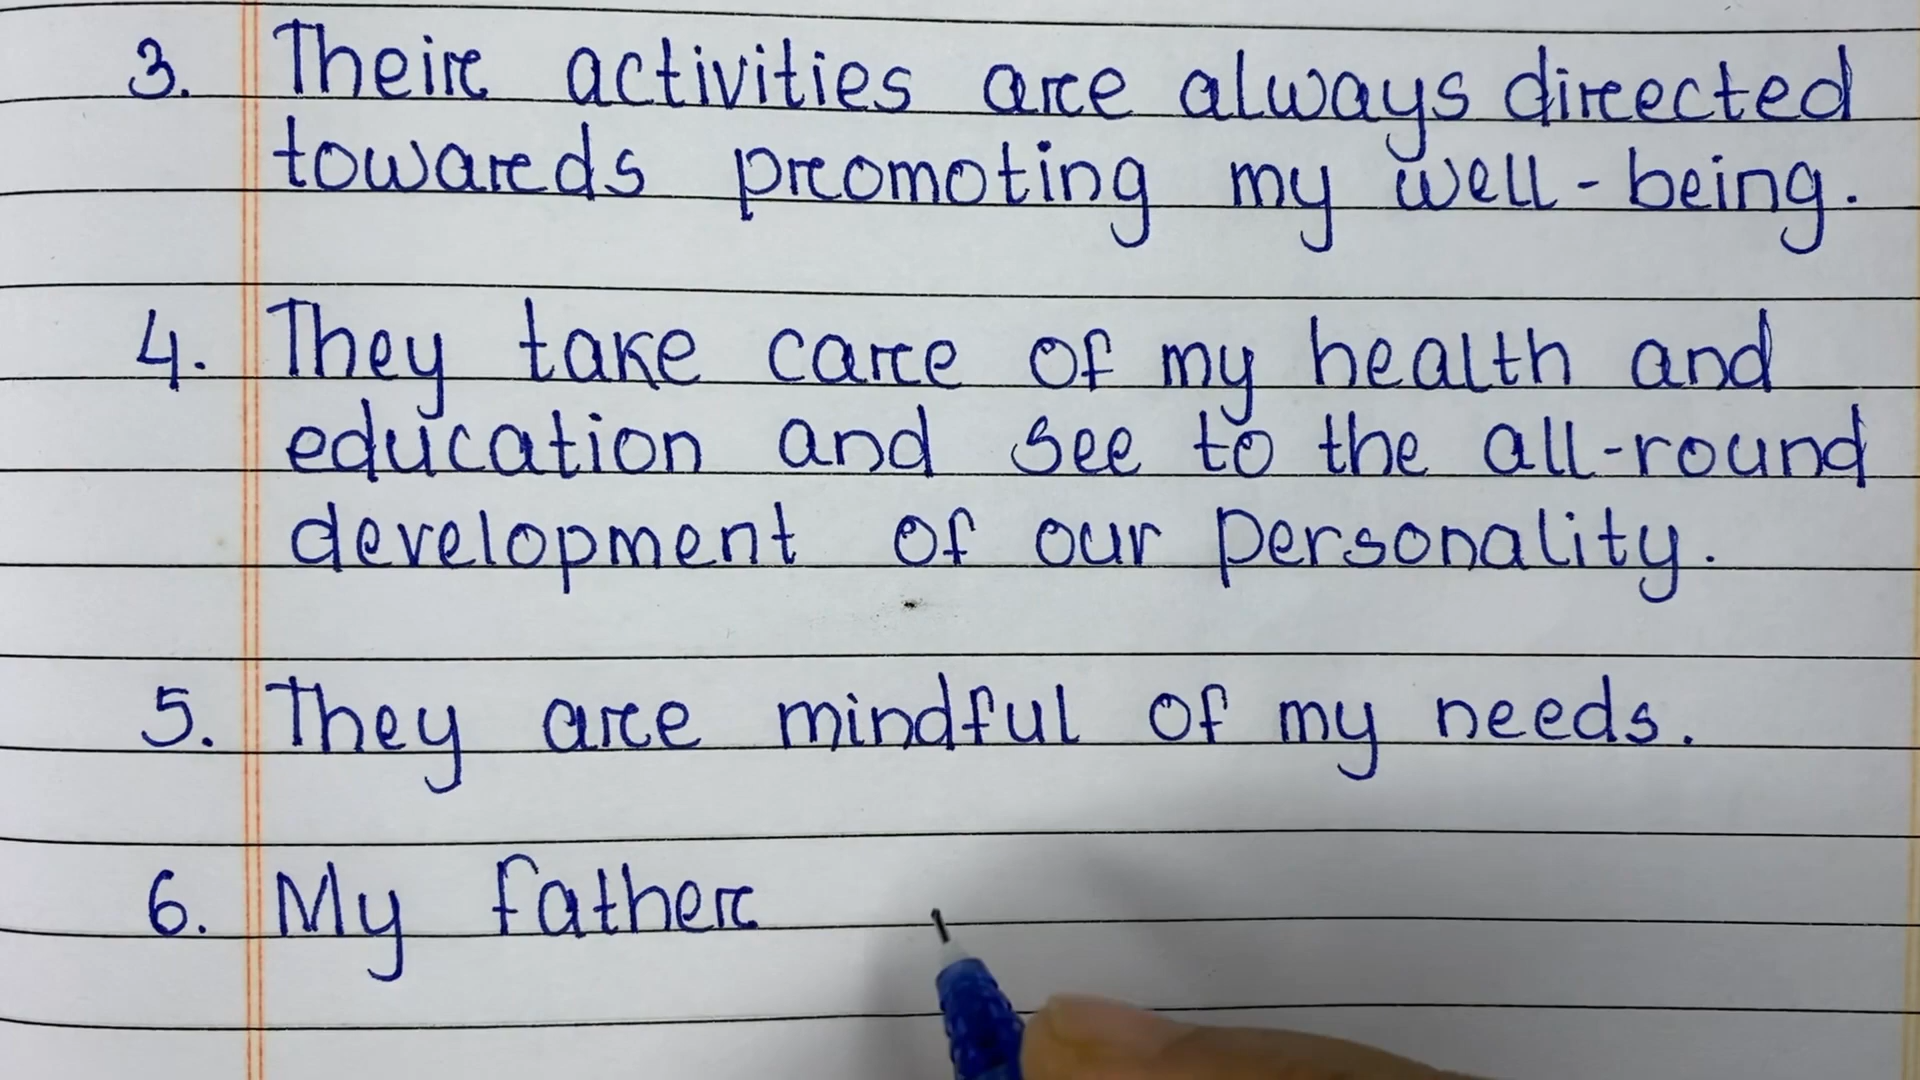 3. Their activities are always directed
towards promoting my well-being.
4. They take care of my health and
education and see to the all-round
development of our personality.
5. They are mindful of my needs.
6. My father